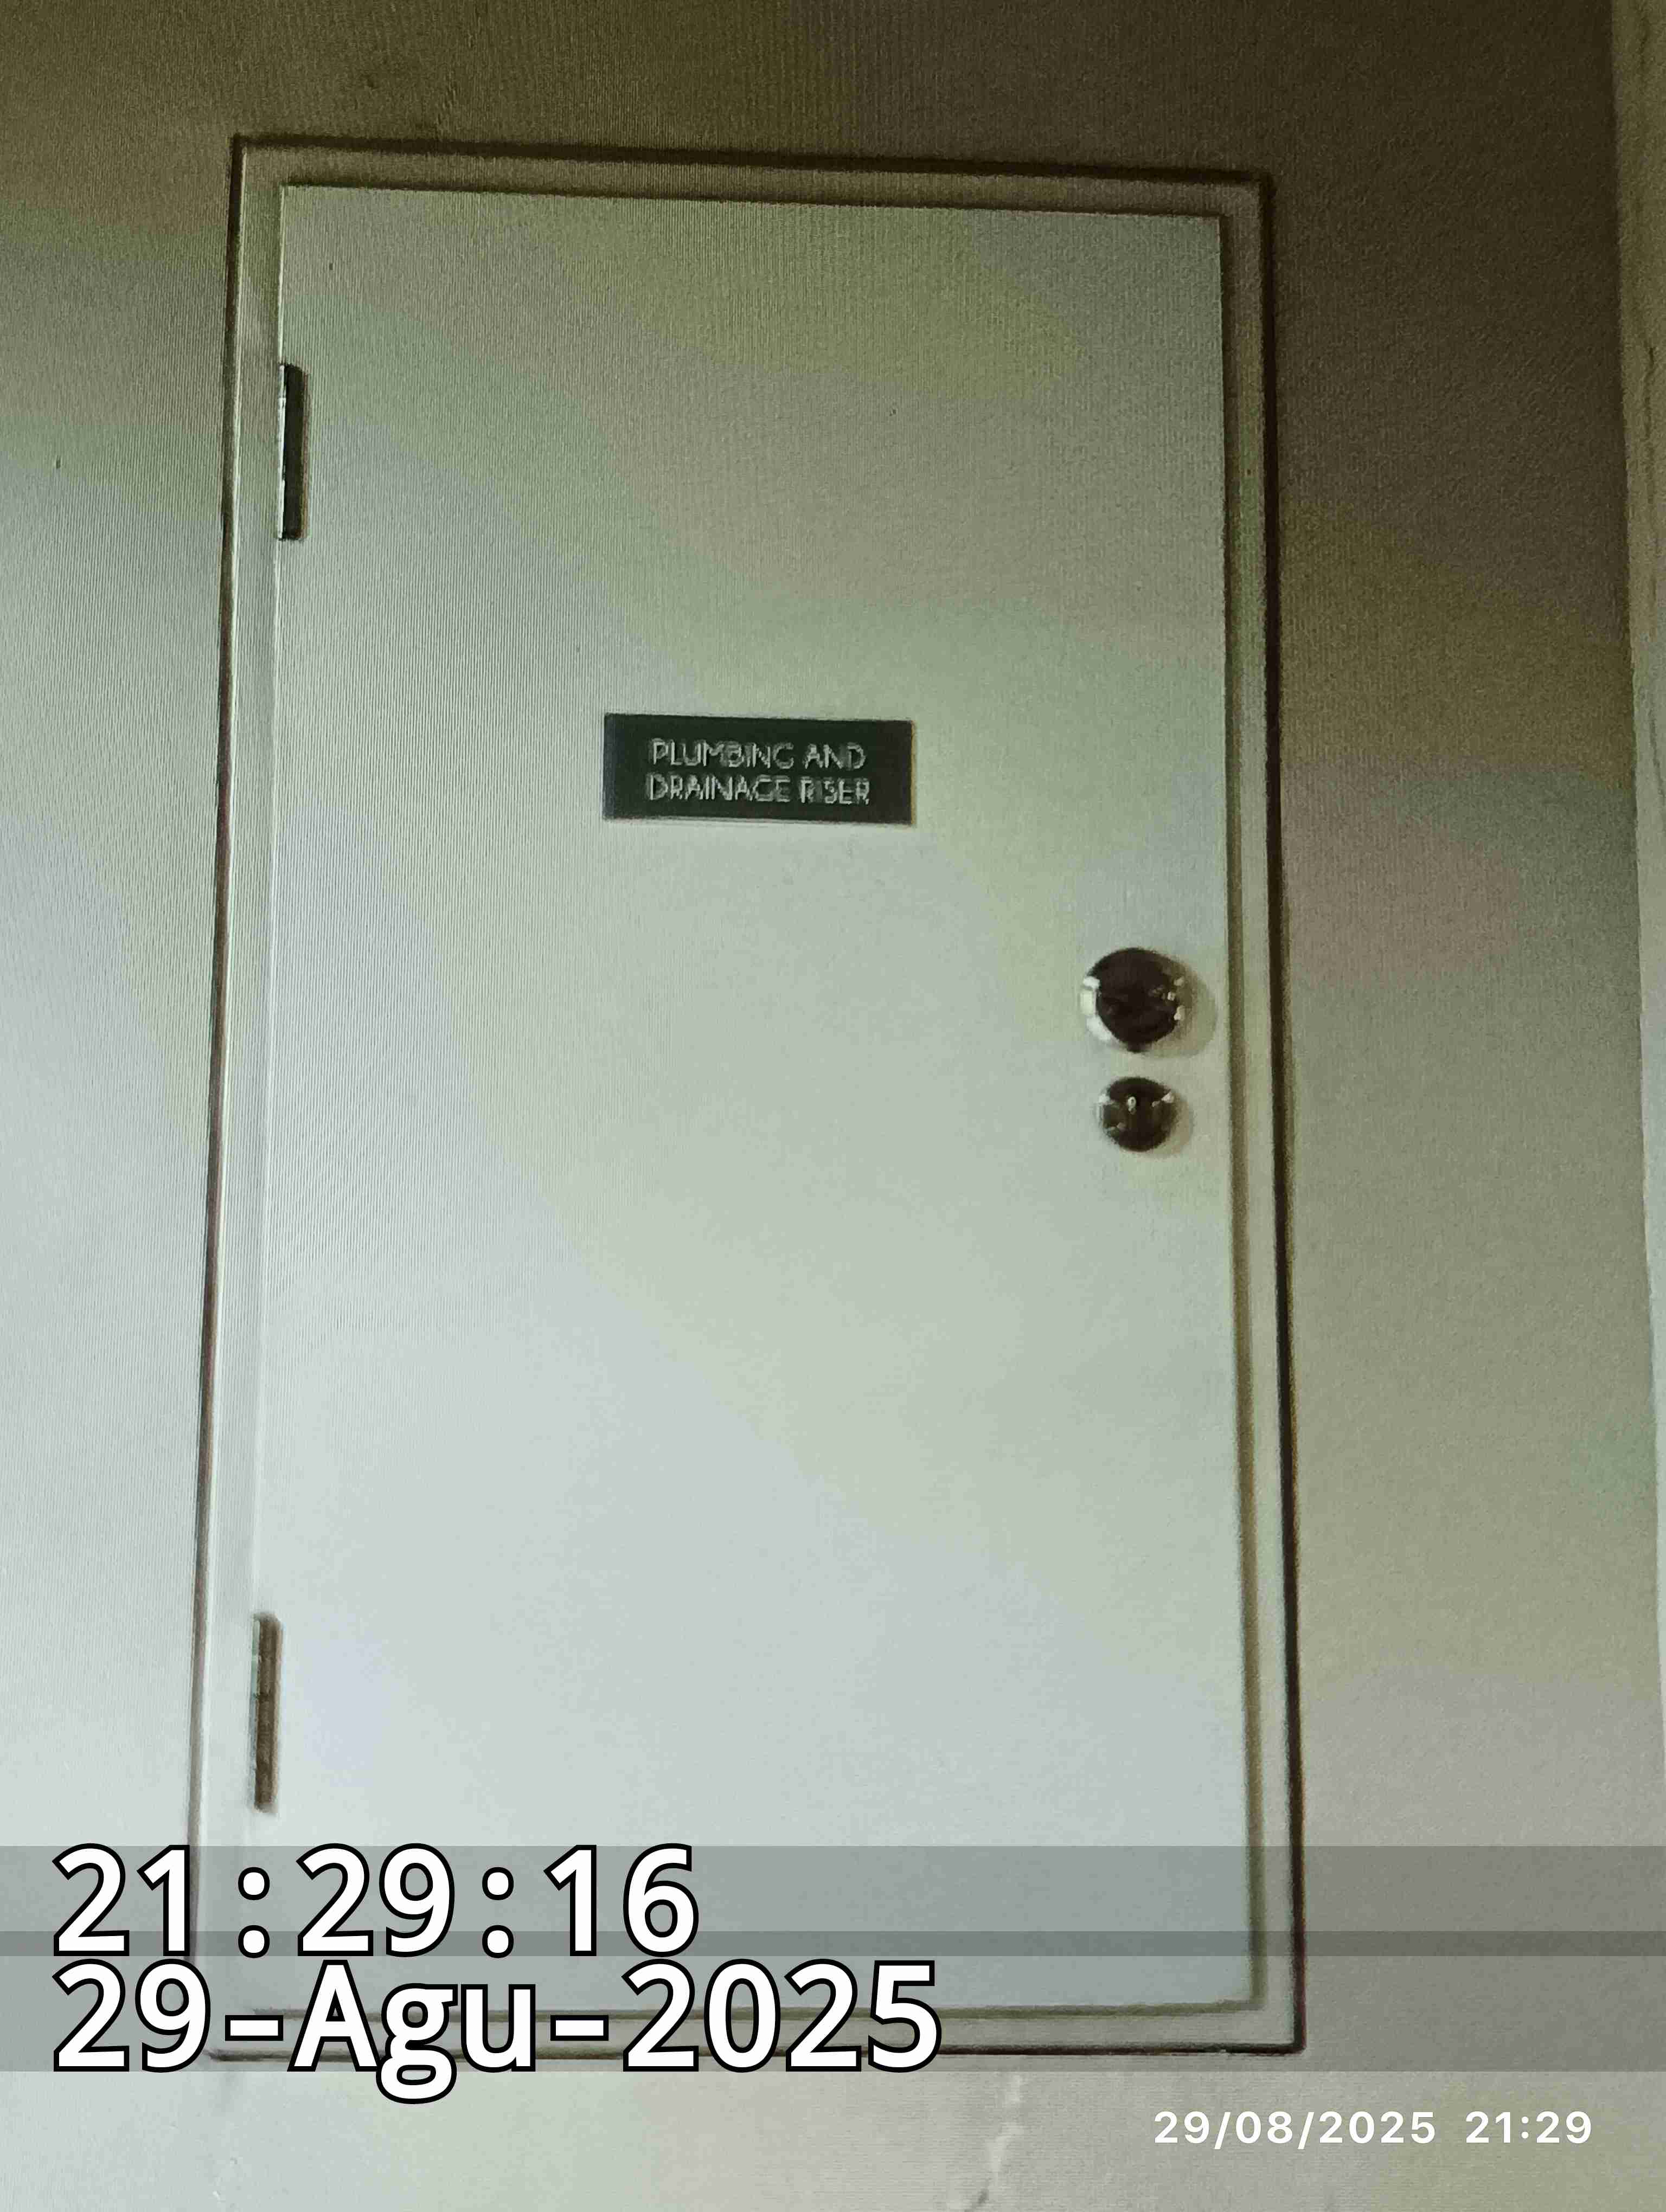 PLUMBING AND
DRAINAGE RISER
21:29:16
29-Agu-2025
29/08/2025 21:29